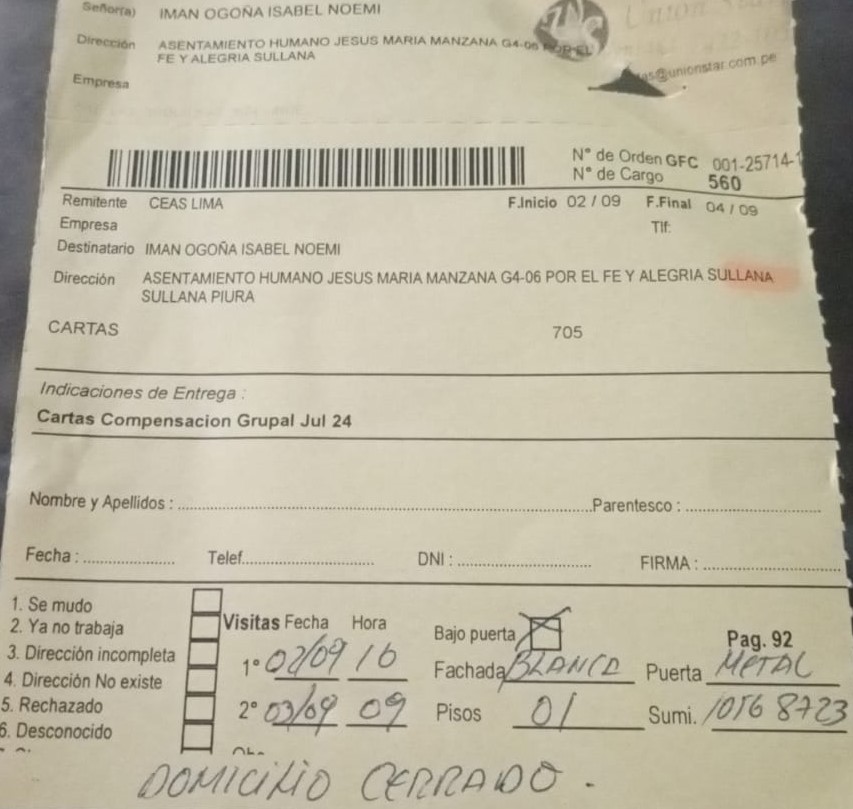 Señor(a) IMAN OGOÑA ISABEL NOEMI
Dirección ASENTAMIENTO HUMANO JESUS MARIA MANZANA G4-06 POR EL
FE Y ALEGRIA SULLANA
Empresa
Union
as@unionstar.com.pe
N° de Orden GFC 001-25714-1
N° de Cargo 560
Remitente CEAS LIMA F.Inicio 02 / 09 F.Final 04 / 09
Empresa Tlf:
Destinatario IMAN OGOÑA ISABEL NOEMI
Dirección ASENTAMIENTO HUMANO JESUS MARIA MANZANA G4-06 POR EL FE Y ALEGRIA SULLANA
SULLANA PIURA
CARTAS 705
Indicaciones de Entrega :
Cartas Compensacion Grupal Jul 24
Nombre y Apellidos : Parentesco :
Fecha : Telef. DNI : FIRMA :
1. Se mudo
2. Ya no trabaja
3. Dirección incompleta
4. Dirección No existe
5. Rechazado
6. Desconocido
Visitas Fecha Hora
1° 02/09 16
2° 03/09 09
Bajo puerta Pag. 92
Fachada BLANCO Puerta METAL
Pisos 01 Sumi. 10568723
DOMICILIO CERRADO.